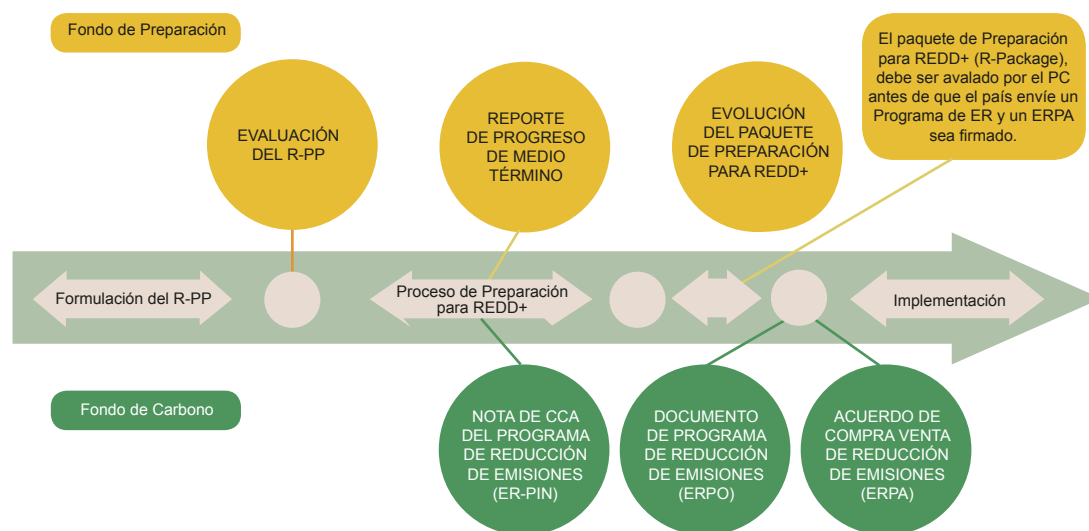 Fondo de Preparación
EVALUACIÓN
DEL R-PP
REPORTE
DE PROGRESO
DE MEDIO
TÉRMINO
EVOLUCIÓN
DEL PAQUETE
DE PREPARACIÓN
PARA REDD+
El paquete de Preparación
para REDD+ (R-Package),
debe ser avalado por el PC
antes de que el país envíe un
Programa de ER y un ERPA
sea firmado.
Formulación del R-PP
Proceso de Preparación
para REDD+
Implementación
Fondo de Carbono
NOTA DE CCA
DEL PROGRAMA
DE REDUCCIÓN
DE EMISIONES
(ER-PIN)
DOCUMENTO
DE PROGRAMA
DE REDUCCIÓN
DE EMISIONES
(ERPO)
ACUERDO DE
COMPRA VENTA
DE REDUCCIÓN
DE EMISIONES
(ERPA)